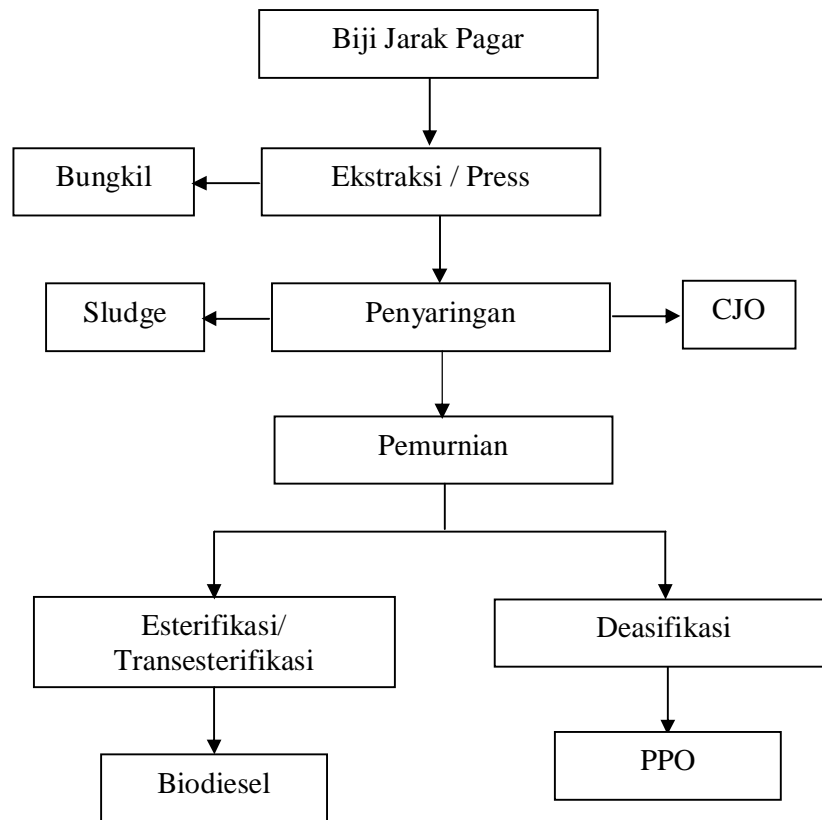 Biji Jarak Pagar
Bungkil
Ekstraksi / Press
Sludge
Penyaringan
CJO
Pemurnian
Esterifikasi/
Transesterifikasi
Deasifikasi
Biodiesel
PPO